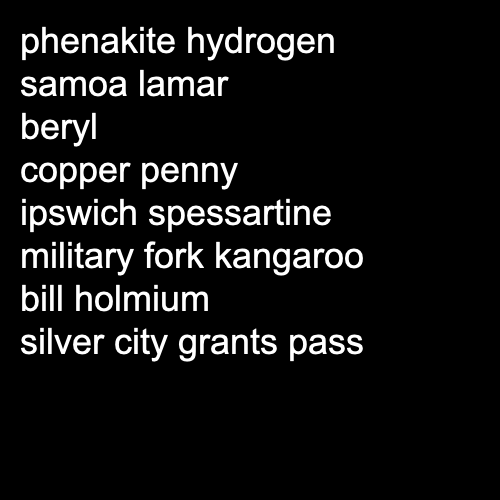 phenakite hydrogen
samoa lamar
beryl
copper penny
ipswich spessartine
military fork kangaroo
bill holmium
silver city grants pass